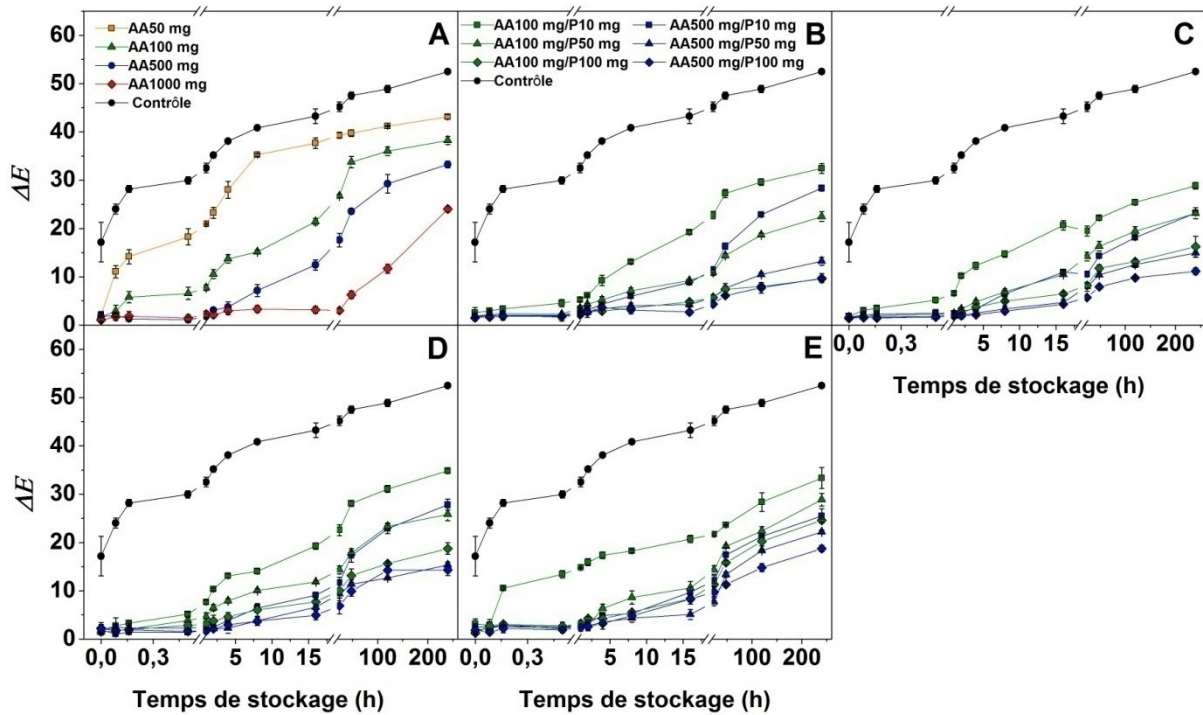 60
50
40
30
20
10
0
ΔE
AA50 mg
AA100 mg
AA500 mg
AA1000 mg
Contrôle
A
AA100 mg/P10 mg AA500 mg/P10 mg
AA100 mg/P50 mg AA500 mg/P50 mg
AA100 mg/P100 mg AA500 mg/P100 mg
Contrôle
B
C
0,0 0,3 5 15 100 200
Temps de stockage (h)
60
50
40
30
20
10
0
ΔE
D
E
0,0 0,3 5 15 100 200
0,0 0,3 5 15 100 200
Temps de stockage (h)
Temps de stockage (h)